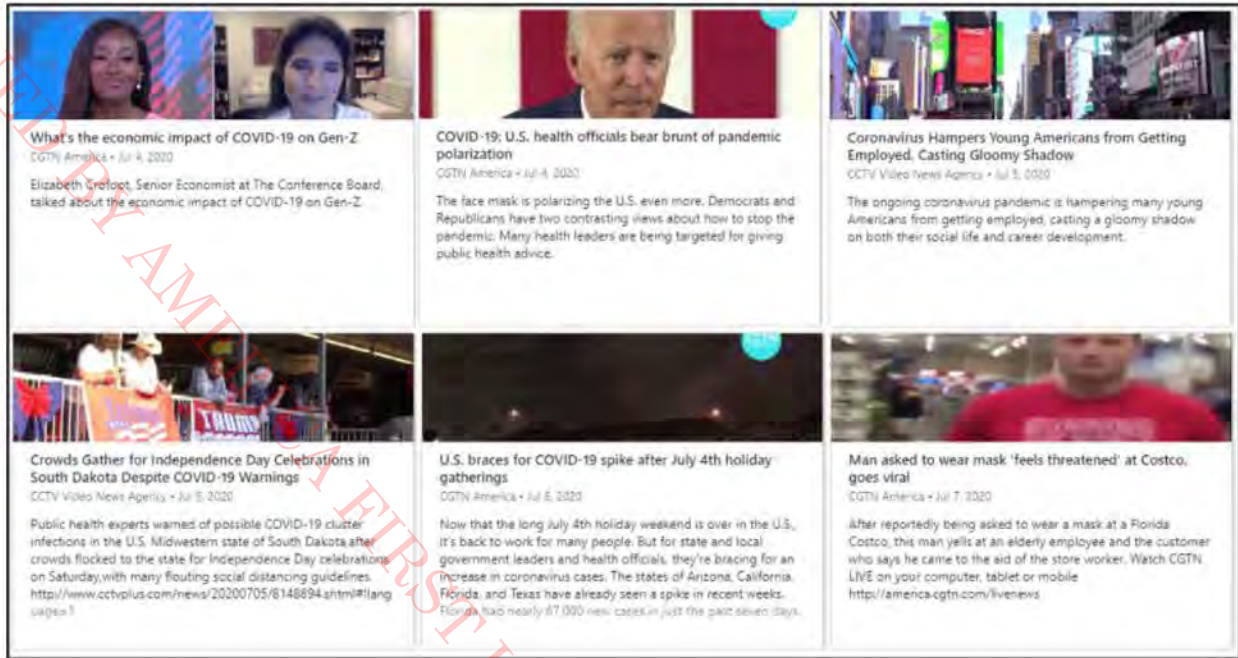 What's the economic impact of COVID-19 on Gen-Z
CGTN America • Jul 4, 2020
Elizabeth Crofoot, Senior Economist at The Conference Board,
talked about the economic impact of COVID-19 on Gen-Z.
COVID-19: U.S. health officials bear brunt of pandemic
polarization
CGTN America • Jul 4, 2020
The face mask is polarizing the U.S. even more. Democrats and
Republicans have two contrasting views about how to stop the
pandemic. Many health leaders are being targeted for giving
public health advice.
Coronavirus Hampers Young Americans from Getting
Employed, Casting Gloomy Shadow
CCTV Video News Agency • Jul 5, 2020
The ongoing coronavirus pandemic is hampering many young
Americans from getting employed, casting a gloomy shadow
on both their social life and career development.
TRUMP
Crowds Gather for Independence Day Celebrations in
South Dakota Despite COVID-19 Warnings
CCTV Video News Agency • Jul 5, 2020
Public health experts warned of possible COVID-19 cluster
infections in the U.S. Midwestern state of South Dakota after
crowds flocked to the state for Independence Day celebrations
on Saturday,with many flouting social distancing guidelines.
http://www.cctvplus.com/news/20200705/8148694.shtml#!lang
uage=1
U.S. braces for COVID-19 spike after July 4th holiday
gatherings
CGTN America • Jul 6, 2020
Now that the long July 4th holiday weekend is over in the U.S.,
it's back to work for many people. But for state and local
government leaders and health officials, they're bracing for an
increase in coronavirus cases. The states of Arizona, California,
Florida, and Texas have already seen a spike in recent weeks.
Florida had nearly 67,000 new cases in just the past seven days.
Man asked to wear mask 'feels threatened' at Costco,
goes viral
CGTN America • Jul 7, 2020
After reportedly being asked to wear a mask at a Florida
Costco, this man yells at an elderly employee and the customer
who says he came to the aid of the store worker. Watch CGTN
LIVE on your computer, tablet or mobile
http://america.cgtn.com/livenews
BY AMERICA FIRST